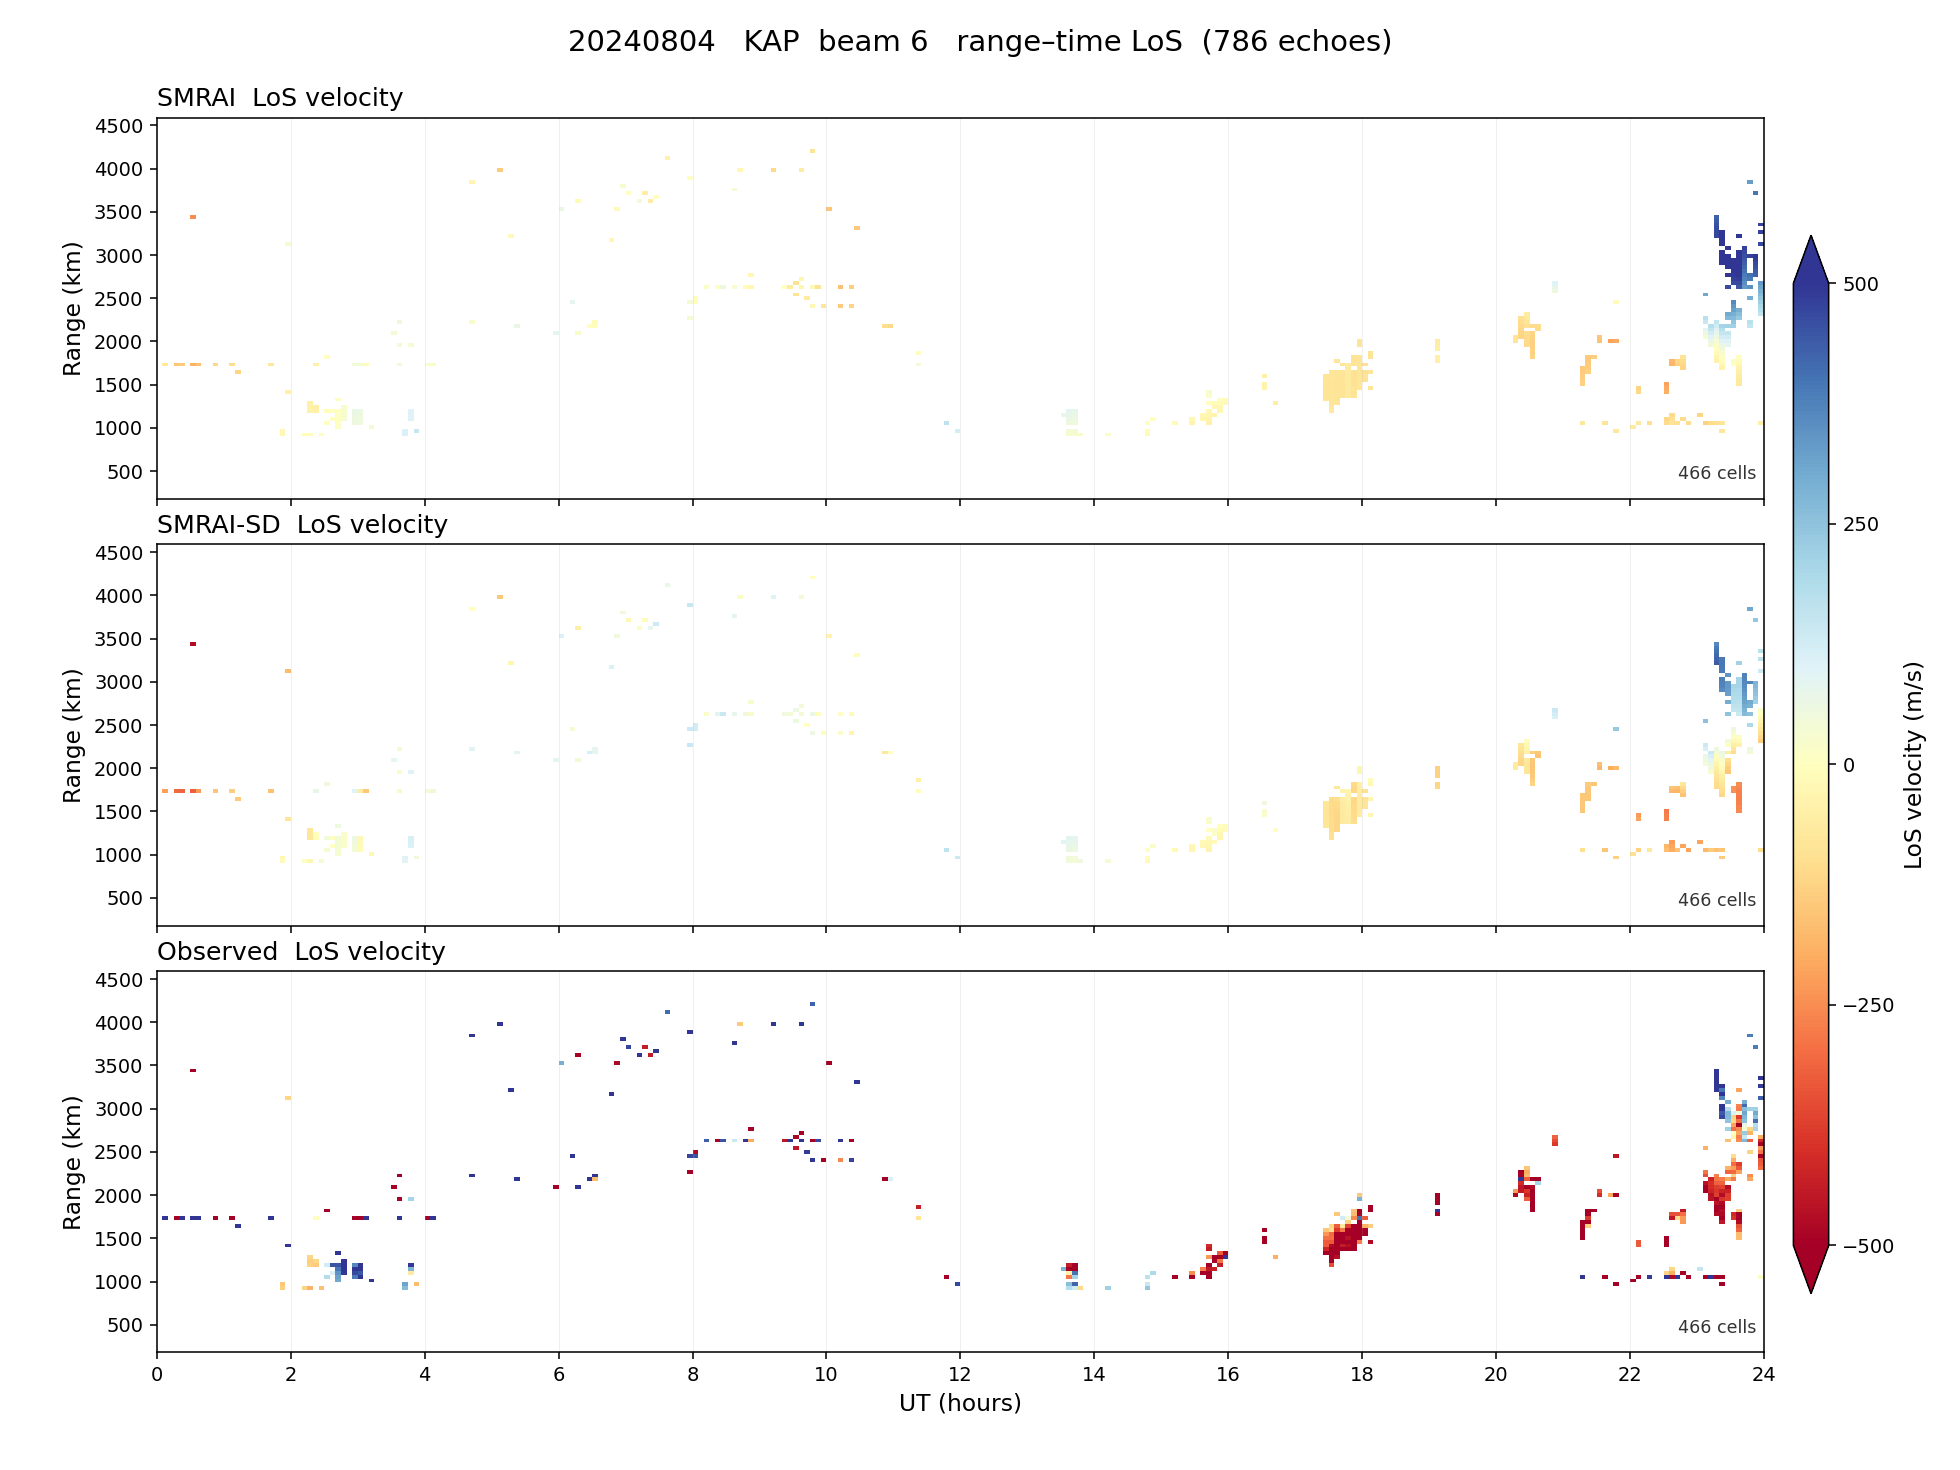 20240804   KAP  beam 6   range–time LoS  (786 echoes)
SMRAI  LoS velocity
4500
4000
3500
3000
2500
2000
1500
1000
500
Range (km)
466 cells
SMRAI-SD  LoS velocity
4500
4000
3500
3000
2500
2000
1500
1000
500
Range (km)
466 cells
Observed  LoS velocity
4500
4000
3500
3000
2500
2000
1500
1000
500
Range (km)
466 cells
0 2 4 6 8 10 12 14 16 18 20 22 24
UT (hours)
500
250
0
−250
−500
LoS velocity (m/s)